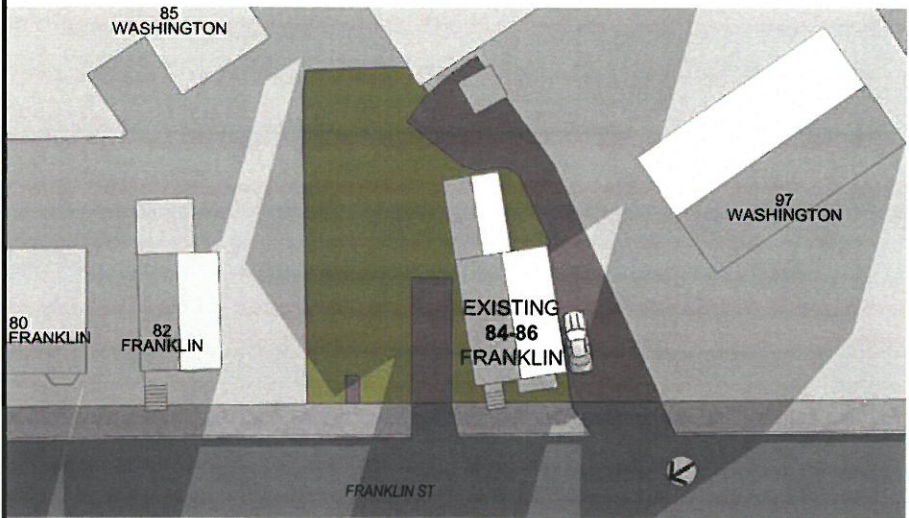 85
WASHINGTON
97
WASHINGTON
EXISTING
84-86
FRANKLIN
80
FRANKLIN
82
FRANKLIN
FRANKLIN ST